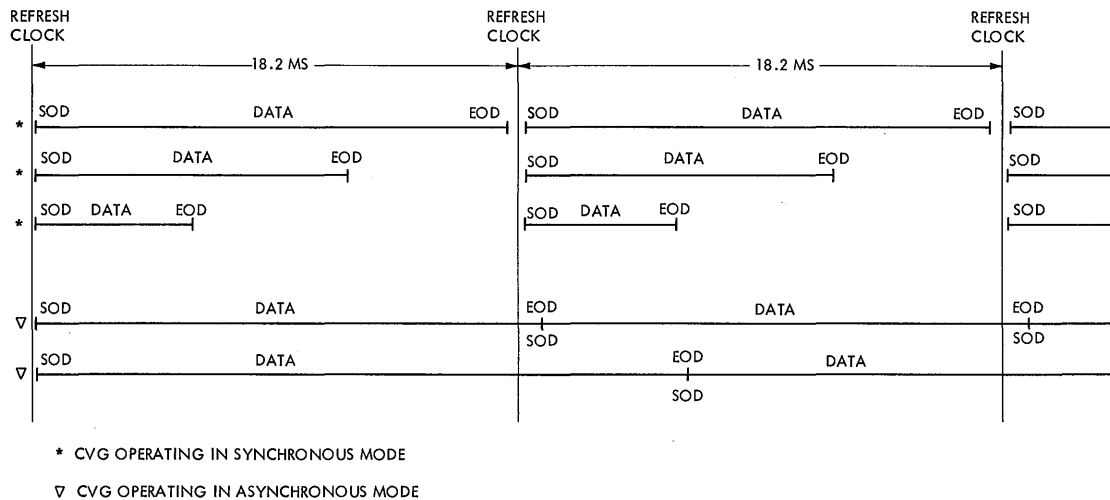 REFRESH CLOCK REFRESH CLOCK REFRESH CLOCK
18.2 MS 18.2 MS
* SOD DATA EOD SOD DATA EOD SOD
* SOD DATA EOD SOD DATA EOD SOD
* SOD DATA EOD SOD DATA EOD SOD
∇ SOD DATA EOD DATA EOD
SOD SOD
∇ SOD DATA EOD DATA
SOD
* CVG OPERATING IN SYNCHRONOUS MODE
∇ CVG OPERATING IN ASYNCHRONOUS MODE